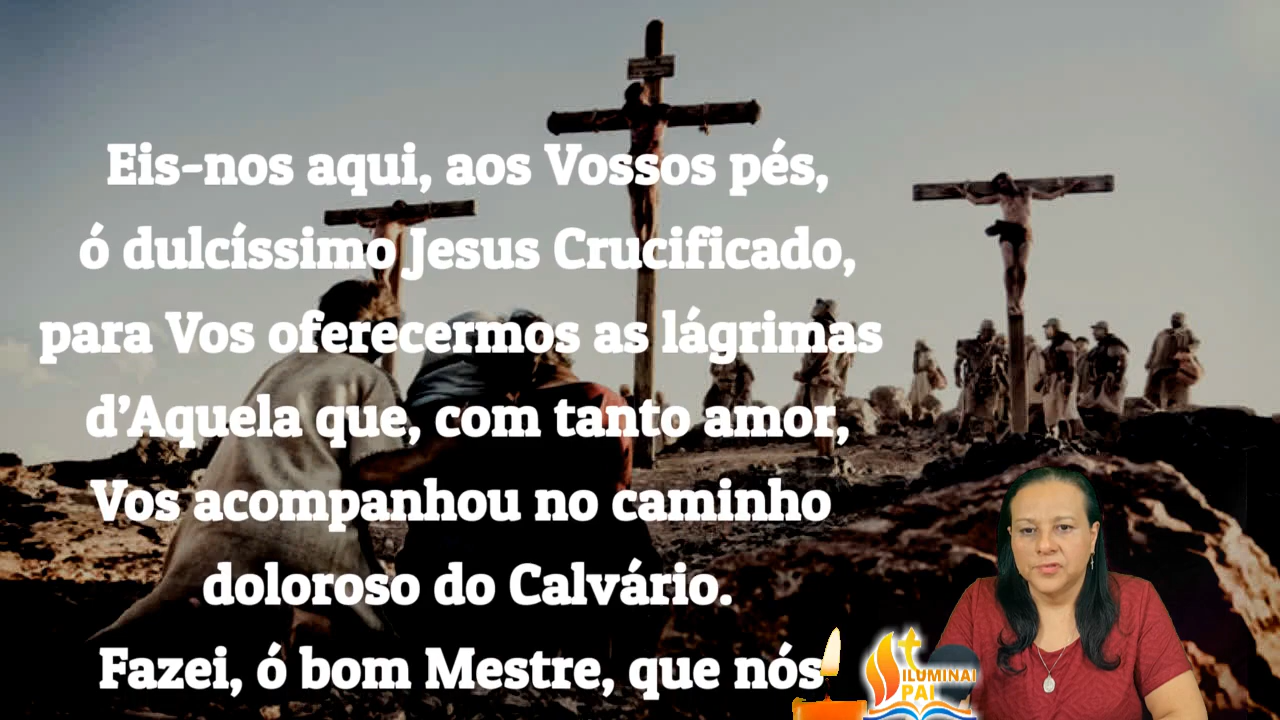 Eis-nos aqui, aos Vossos pés,
ó dulcíssimo Jesus Crucificado,
para Vos oferecermos as lágrimas
d’Aquela que, com tanto amor,
Vos acompanhou no caminho
doloroso do Calvário.
Fazei, ó bom Mestre, que nós
ILUMINAI
PAI